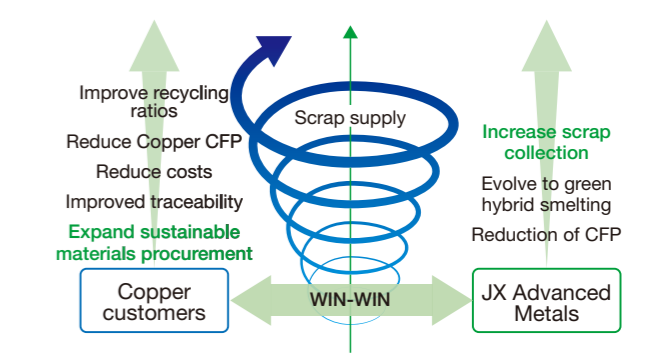 Improve recycling
ratios
Reduce Copper CFP
Reduce costs
Improved traceability
Expand sustainable
materials procurement
Copper
customers
Scrap supply
WIN-WIN
Increase scrap
collection
Evolve to green
hybrid smelting
Reduction of CFP
JX Advanced
Metals